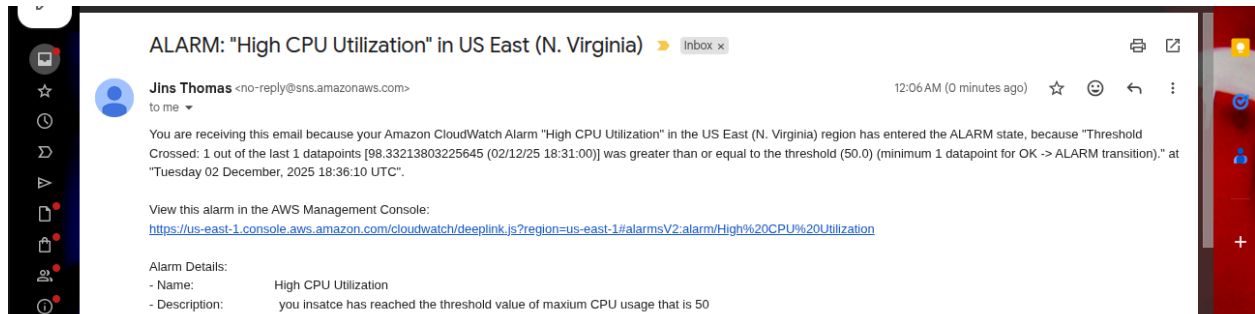 ALARM: "High CPU Utilization" in US East (N. Virginia)
Inbox ×
Jins Thomas <no-reply@sns.amazonaws.com>
12:06 AM (0 minutes ago)
to me
You are receiving this email because your Amazon CloudWatch Alarm "High CPU Utilization" in the US East (N. Virginia) region has entered the ALARM state, because "Threshold
Crossed: 1 out of the last 1 datapoints [98.33213803225645 (02/12/25 18:31:00)] was greater than or equal to the threshold (50.0) (minimum 1 datapoint for OK -> ALARM transition)." at
"Tuesday 02 December, 2025 18:36:10 UTC".
View this alarm in the AWS Management Console:
https://us-east-1.console.aws.amazon.com/cloudwatch/deeplink.js?region=us-east-1#alarmsV2:alarm/High%20CPU%20Utilization
Alarm Details:
- Name: High CPU Utilization
- Description: you insatce has reached the threshold value of maxium CPU usage that is 50